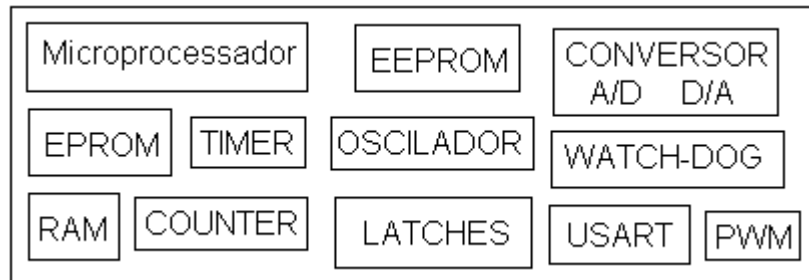 Microprocessador
EEPROM
CONVERSOR
A/D D/A
EPROM
TIMER
OSCILADOR
WATCH-DOG
RAM
COUNTER
LATCHES
USART
PWM